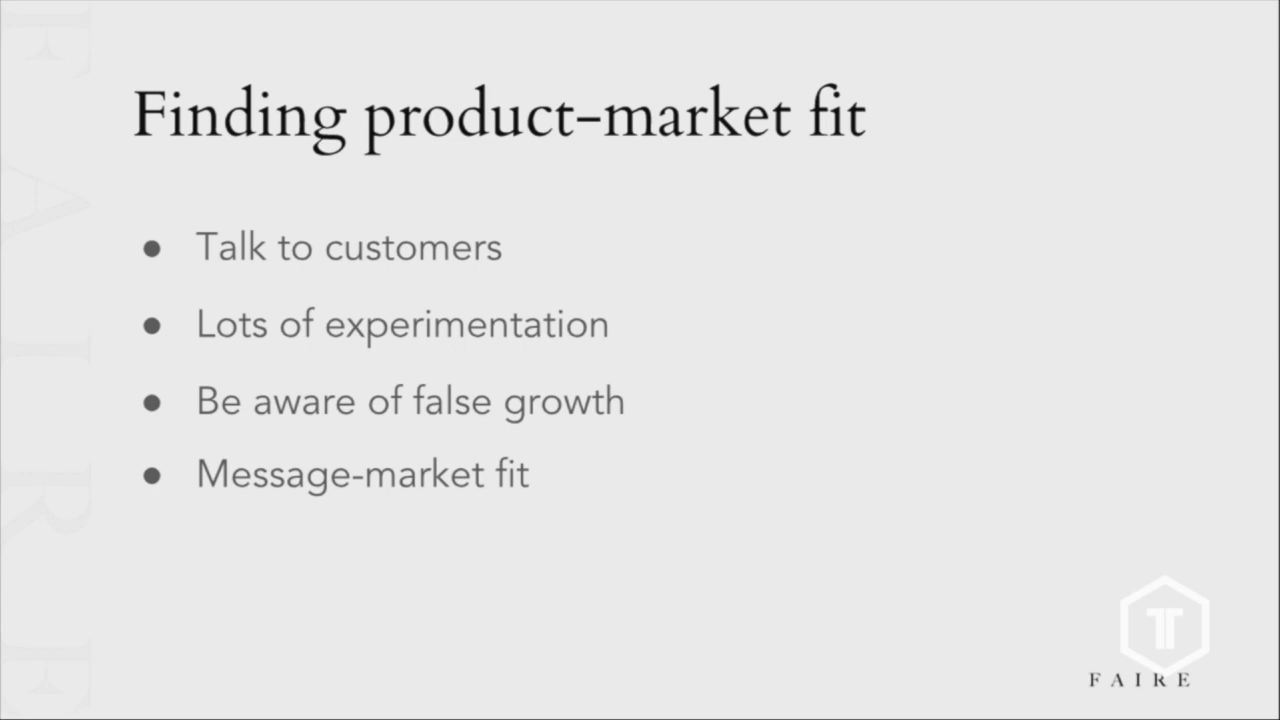 Finding product-market fit
● Talk to customers
● Lots of experimentation
● Be aware of false growth
● Message-market fit
FAIRE
FAIRE